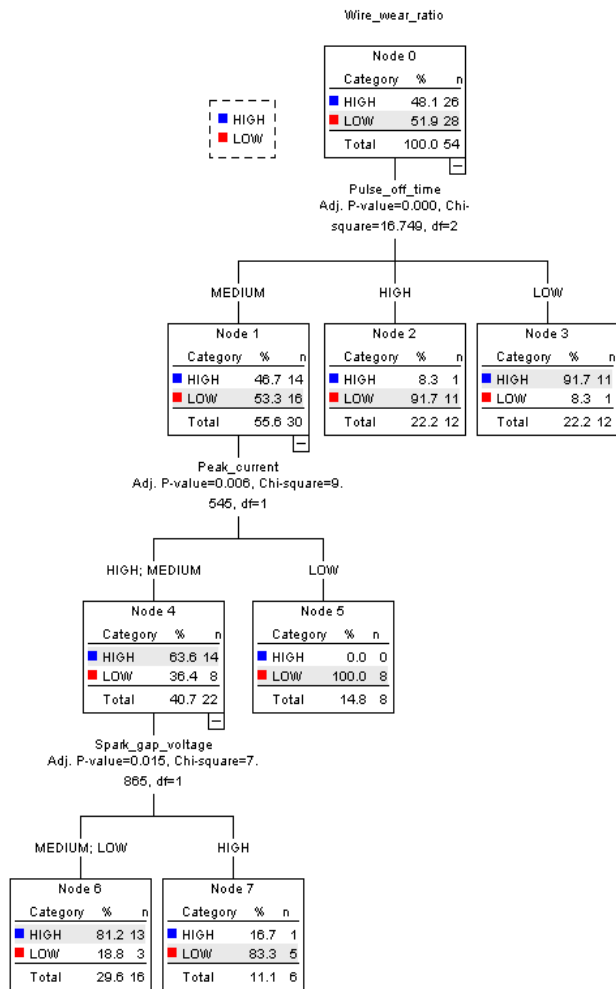 Wire_wear_ratio
Node 0
Category % n
HIGH 48.1 26
LOW 51.9 28
Total 100.0 54
HIGH
LOW
Pulse_off_time
Adj. P-value=0.000, Chi-
square=16.749, df=2
MEDIUM HIGH LOW
Node 1
Category % n
HIGH 46.7 14
LOW 53.3 16
Total 55.6 30
Node 2
Category % n
HIGH 8.3 1
LOW 91.7 11
Total 22.2 12
Node 3
Category % n
HIGH 91.7 11
LOW 8.3 1
Total 22.2 12
Peak_current
Adj. P-value=0.006, Chi-square=9.
545, df=1
HIGH; MEDIUM LOW
Node 4
Category % n
HIGH 63.6 14
LOW 36.4 8
Total 40.7 22
Node 5
Category % n
HIGH 0.0 0
LOW 100.0 8
Total 14.8 8
Spark_gap_voltage
Adj. P-value=0.015, Chi-square=7.
865, df=1
MEDIUM; LOW HIGH
Node 6
Category % n
HIGH 81.2 13
LOW 18.8 3
Total 29.6 16
Node 7
Category % n
HIGH 16.7 1
LOW 83.3 5
Total 11.1 6